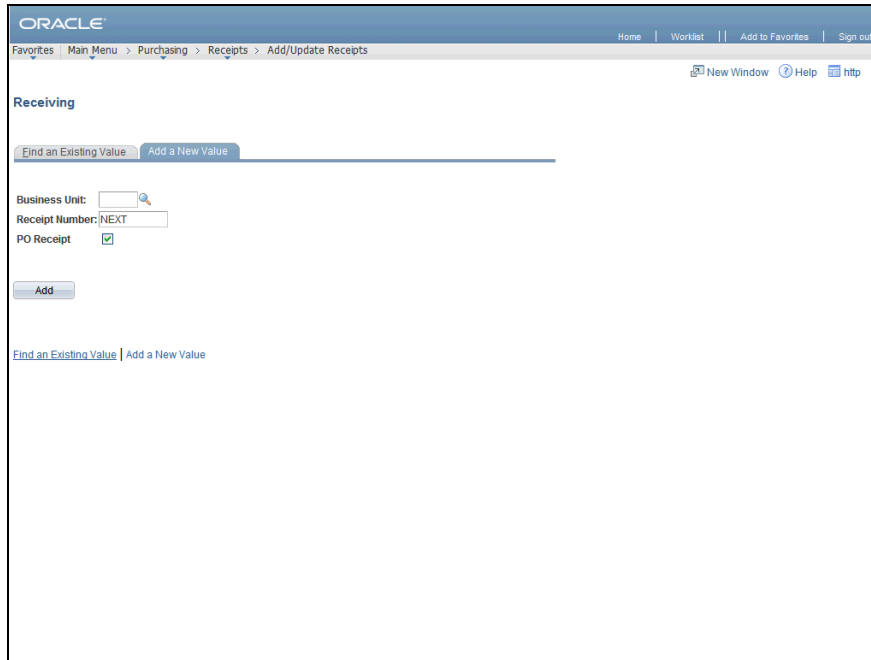 ORACLE
Home | Worklist || Add to Favorites | Sign out
Favorites | Main Menu > Purchasing > Receipts > Add/Update Receipts
New Window Help http
Receiving
Find an Existing Value Add a New Value
Business Unit:
Receipt Number: NEXT
PO Receipt
Add
Find an Existing Value | Add a New Value